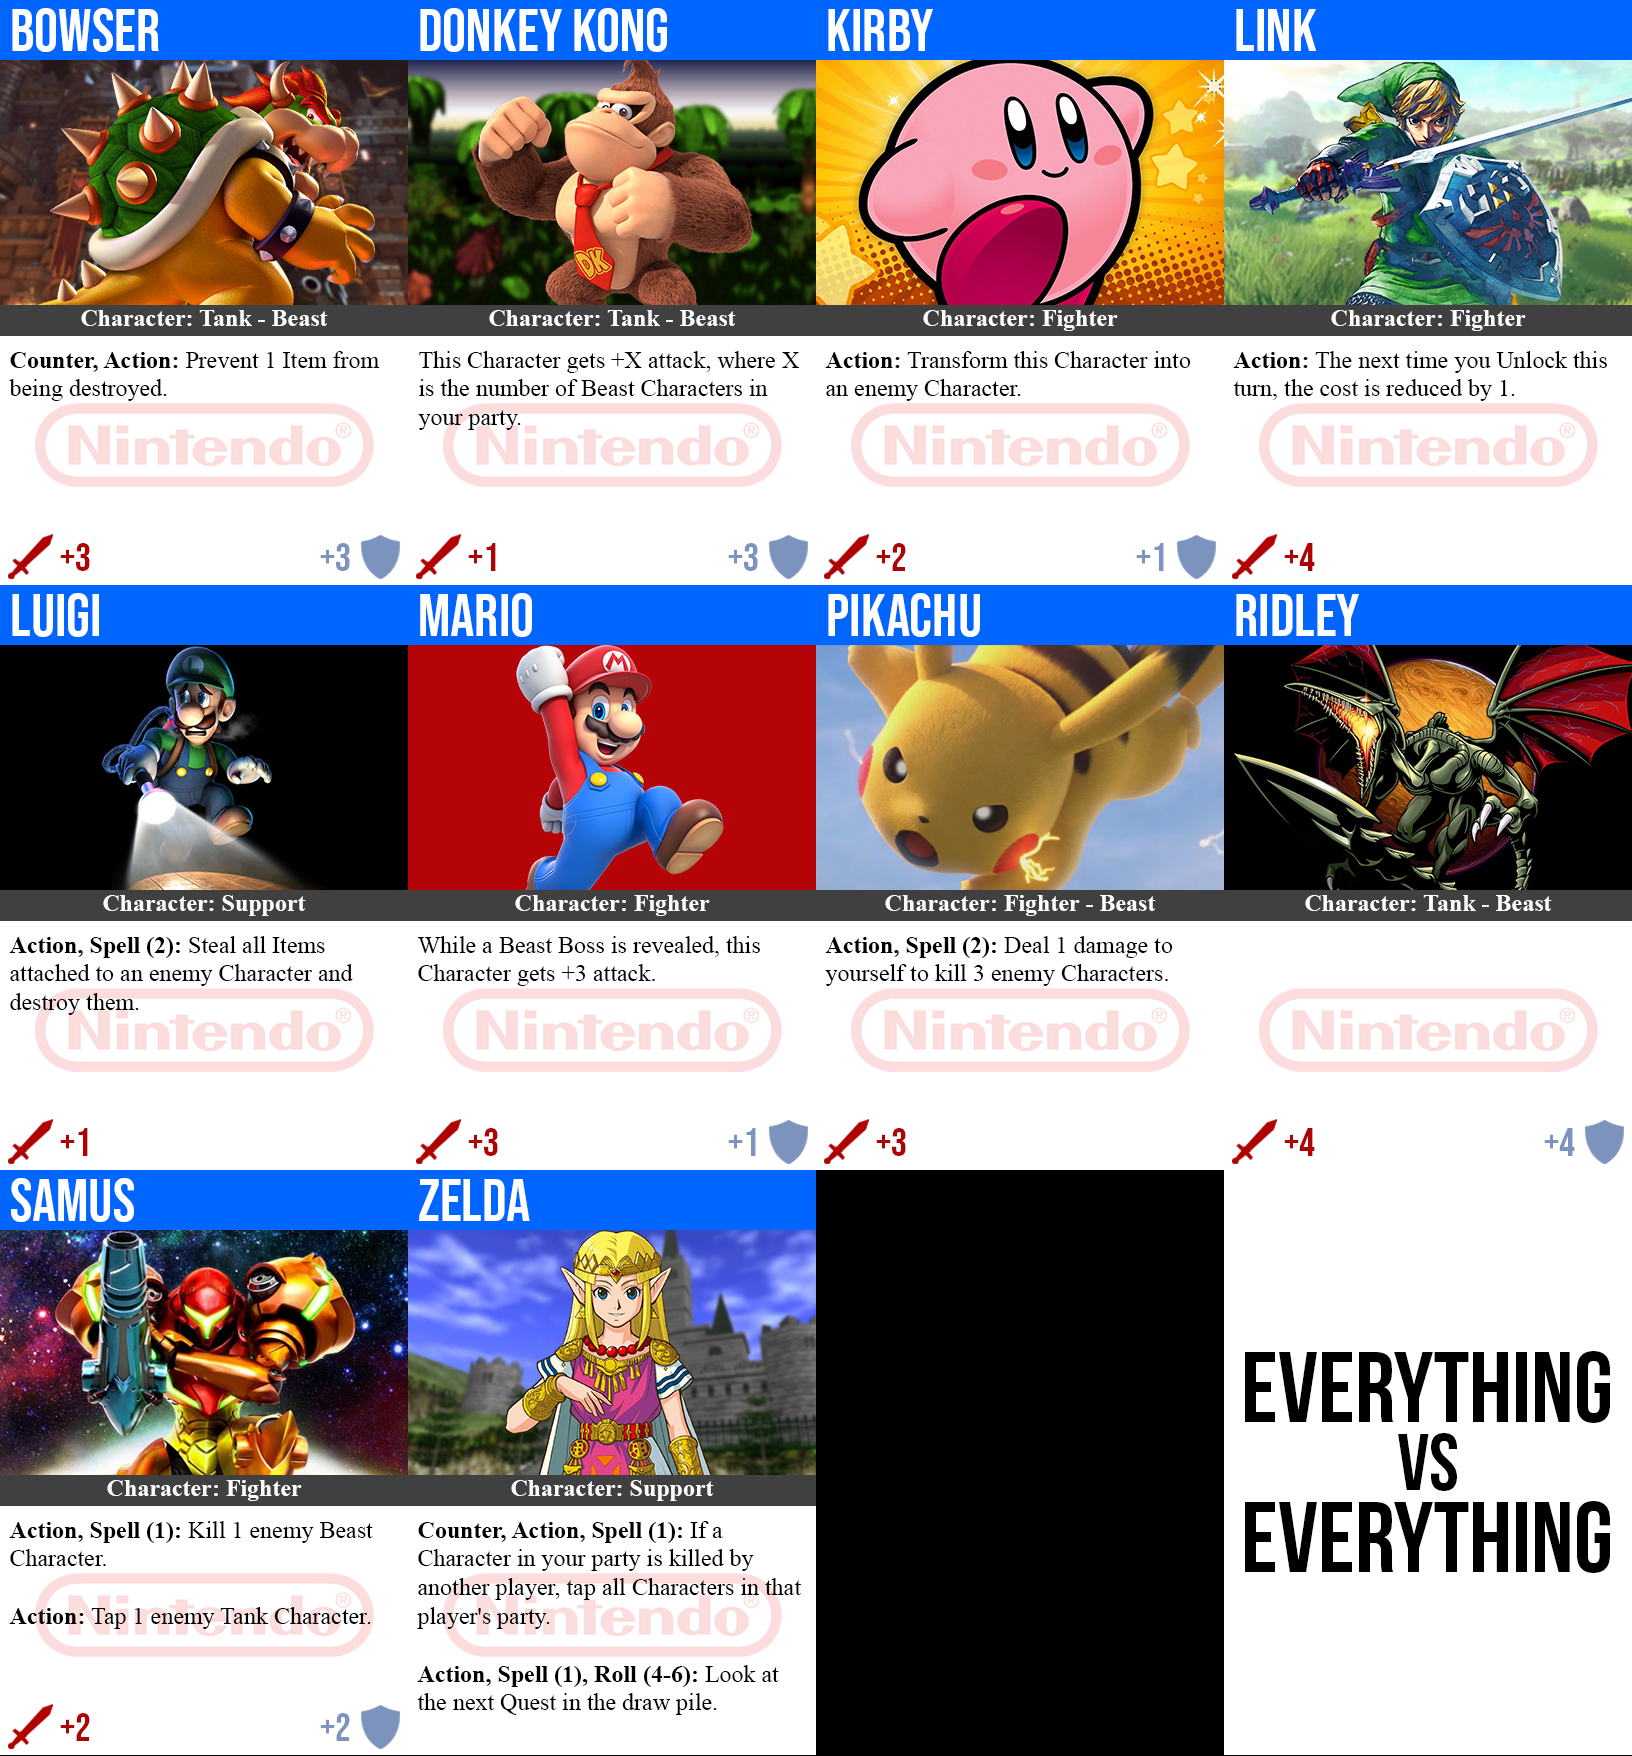 BOWSER
Character: Tank - Beast
Counter, Action: Prevent 1 Item from
being destroyed.
Nintendo®
+3
+3
DONKEY KONG
DK
Character: Tank - Beast
This Character gets +X attack, where X
is the number of Beast Characters in
your party.
Nintendo®
+1
+3
KIRBY
Character: Fighter
Action: Transform this Character into
an enemy Character.
Nintendo®
+2
+1
LINK
Character: Fighter
Action: The next time you Unlock this
turn, the cost is reduced by 1.
Nintendo®
+4
LUIGI
Character: Support
Action, Spell (2): Steal all Items
attached to an enemy Character and
destroy them.
Nintendo®
+1
MARIO
M
Character: Fighter
While a Beast Boss is revealed, this
Character gets +3 attack.
Nintendo®
+3
+1
PIKACHU
Character: Fighter - Beast
Action, Spell (2): Deal 1 damage to
yourself to kill 3 enemy Characters.
Nintendo®
+3
RIDLEY
Character: Tank - Beast
Nintendo®
+4
+4
SAMUS
Character: Fighter
Action, Spell (1): Kill 1 enemy Beast
Character.
Action: Tap 1 enemy Tank Character.
Nintendo®
+2
+2
ZELDA
Character: Support
Counter, Action, Spell (1): If a
Character in your party is killed by
another player, tap all Characters in that
player's party.
Nintendo®
Action, Spell (1), Roll (4-6): Look at
the next Quest in the draw pile.
EVERYTHING
VS
EVERYTHING